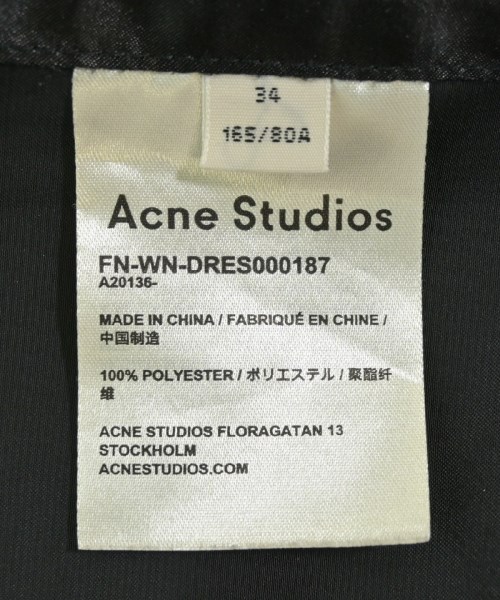 34
165/80A
Acne Studios
FN-WN-DRES000187
A20136-
MADE IN CHINA / FABRIQUÉ EN CHINE /
中国制造
100% POLYESTER / ポリエステル / 聚酯纤
维
ACNE STUDIOS FLORAGATAN 13
STOCKHOLM
ACNESTUDIOS.COM